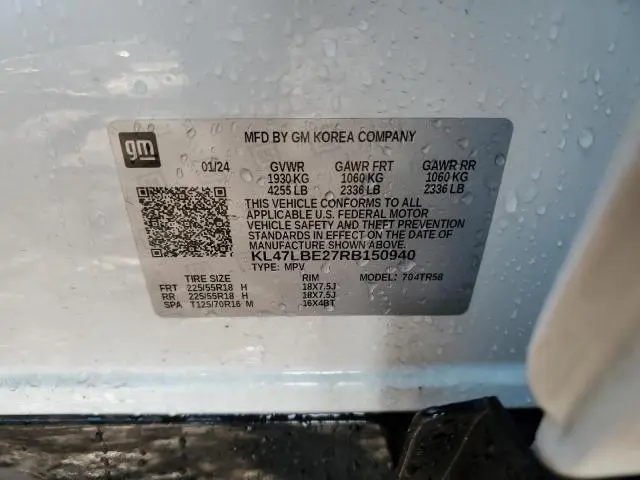 gm
MFD BY GM KOREA COMPANY
01/24 GVWR GAWR FRT GAWR RR
1930 KG 1060 KG 1060 KG
4255 LB 2336 LB 2336 LB
THIS VEHICLE CONFORMS TO ALL
APPLICABLE U.S. FEDERAL MOTOR
VEHICLE SAFETY AND THEFT PREVENTION
STANDARDS IN EFFECT ON THE DATE OF
MANUFACTURE SHOWN ABOVE.
KL47LBE27RB150940
TYPE: MPV
TIRE SIZE RIM MODEL: 704TR58
FRT 225/55R18 H 18X7.5J
RR 225/55R18 H 18X7.5J
SPA T125/70R16 M 16X4BT